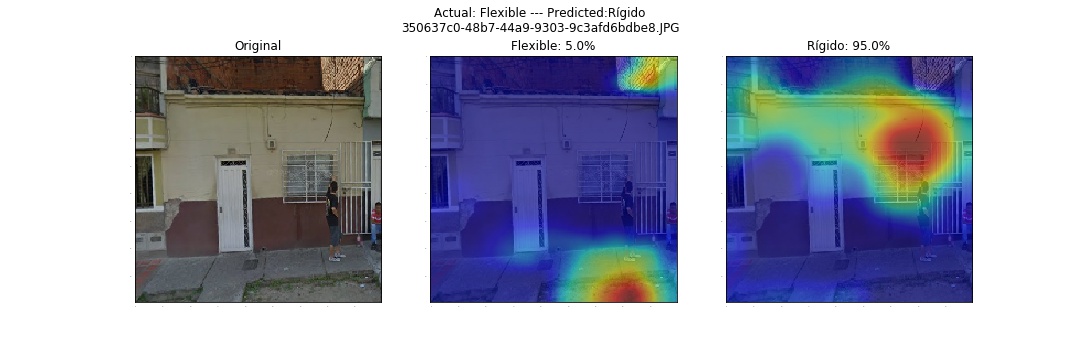 Actual: Flexible --- Predicted:Rígido
350637c0-48b7-44a9-9303-9c3afd6bdbe8.JPG
Original
Flexible: 5.0%
Rígido: 95.0%